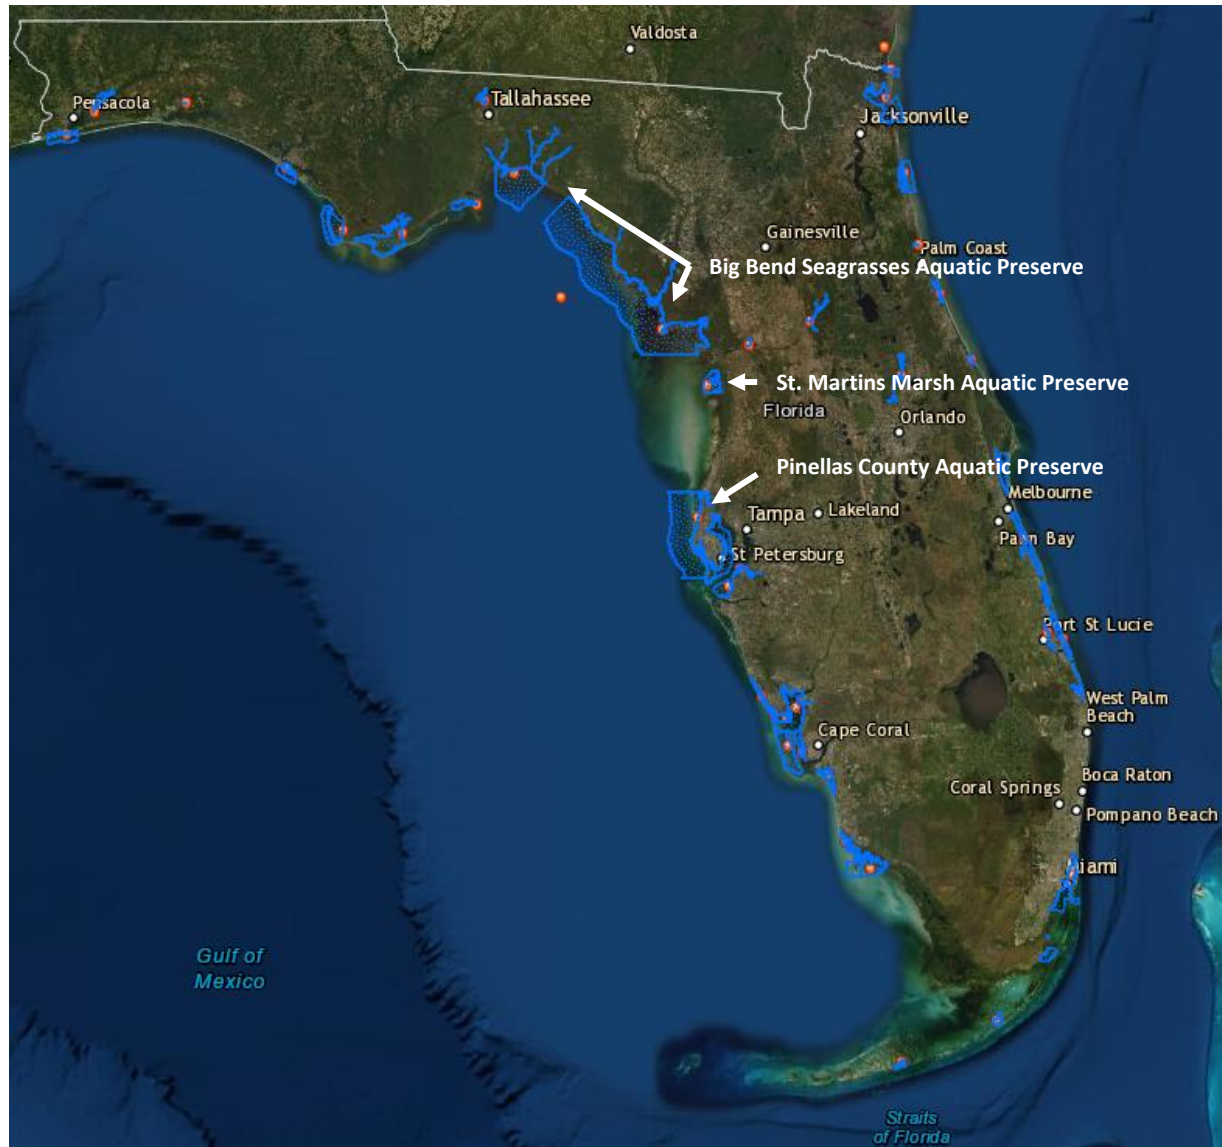 Valdosta
Pensacola
Tallahassee
Jacksonville
Gainesville
Palm Coast
Big Bend Seagrasses Aquatic Preserve
St. Martins Marsh Aquatic Preserve
Florida
Orlando
Pinellas County Aquatic Preserve
Melbourne
Tampa
Lakeland
Palm Bay
St Petersburg
Port St Lucie
West Palm
Beach
Cape Coral
Boca Raton
Coral Springs
Pompano Beach
Miami
Gulf of
Mexico
Straits
of Florida